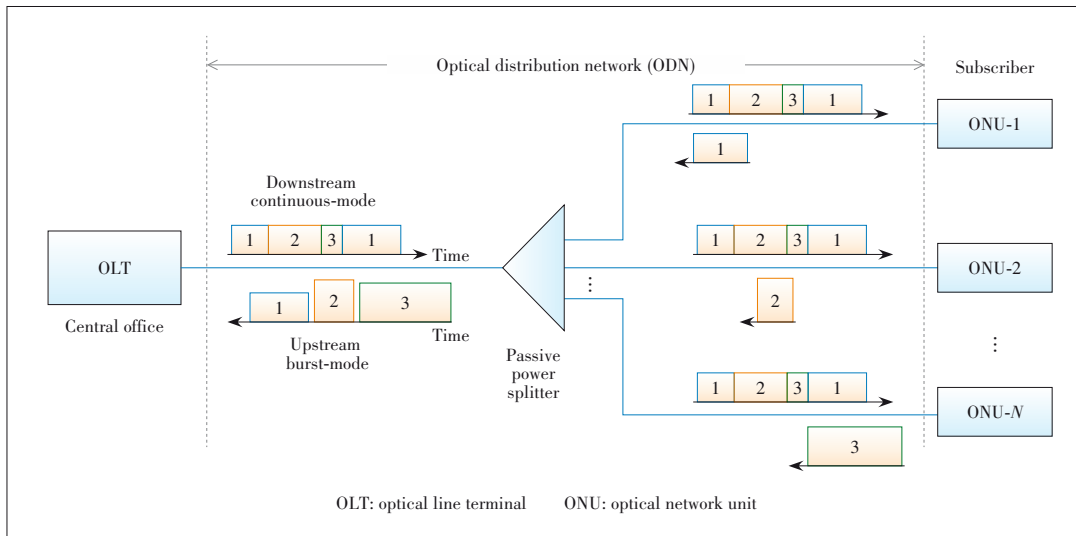 Optical distribution network (ODN)
Subscriber
1 2 3 1
ONU-1
1
Downstream
continuous-mode
1 2 3 1
Time
OLT
Central office
1 2 3
Time
Upstream
burst-mode
Passive
power
splitter
⋮
1 2 3 1
ONU-2
2
⋮
1 2 3 1
ONU-N
3
OLT: optical line terminal ONU: optical network unit